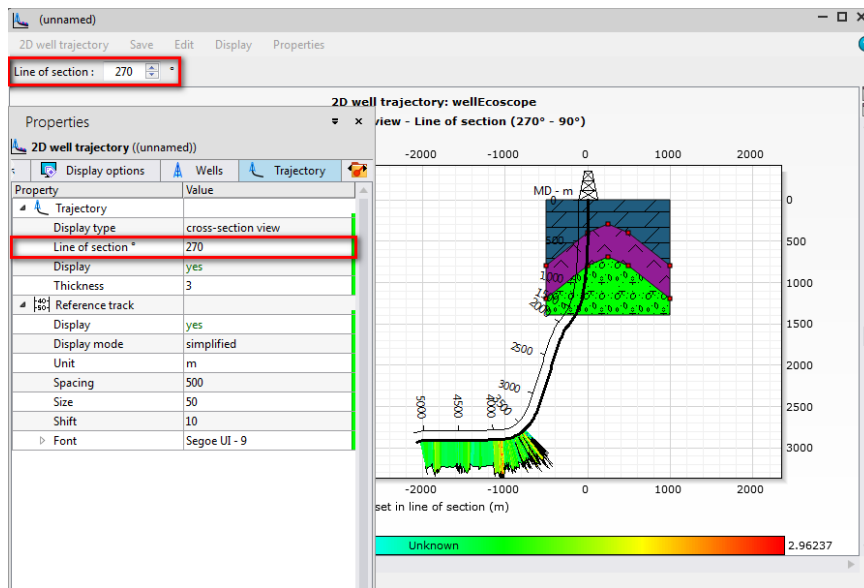 (unnamed)
2D well trajectory Save Edit Display Properties
Line of section : 270 °
2D well trajectory: wellEcoscope
view - Line of section (270° - 90°)
Properties
2D well trajectory ((unnamed))
Display options Wells Trajectory
Property Value
Trajectory
Display type cross-section view
Line of section ° 270
Display yes
Thickness 3
Reference track
Display yes
Display mode simplified
Unit m
Spacing 500
Size 50
Shift 10
Font Segoe UI - 9
-2000 -1000 0 1000 2000
MD - m
0
500
1000
1500
2000
2500
3000
3500
4000
4500
5000
0
500
1000
1500
2000
2500
3000
-2000 -1000 0 1000 2000
set in line of section (m)
Unknown 2.96237